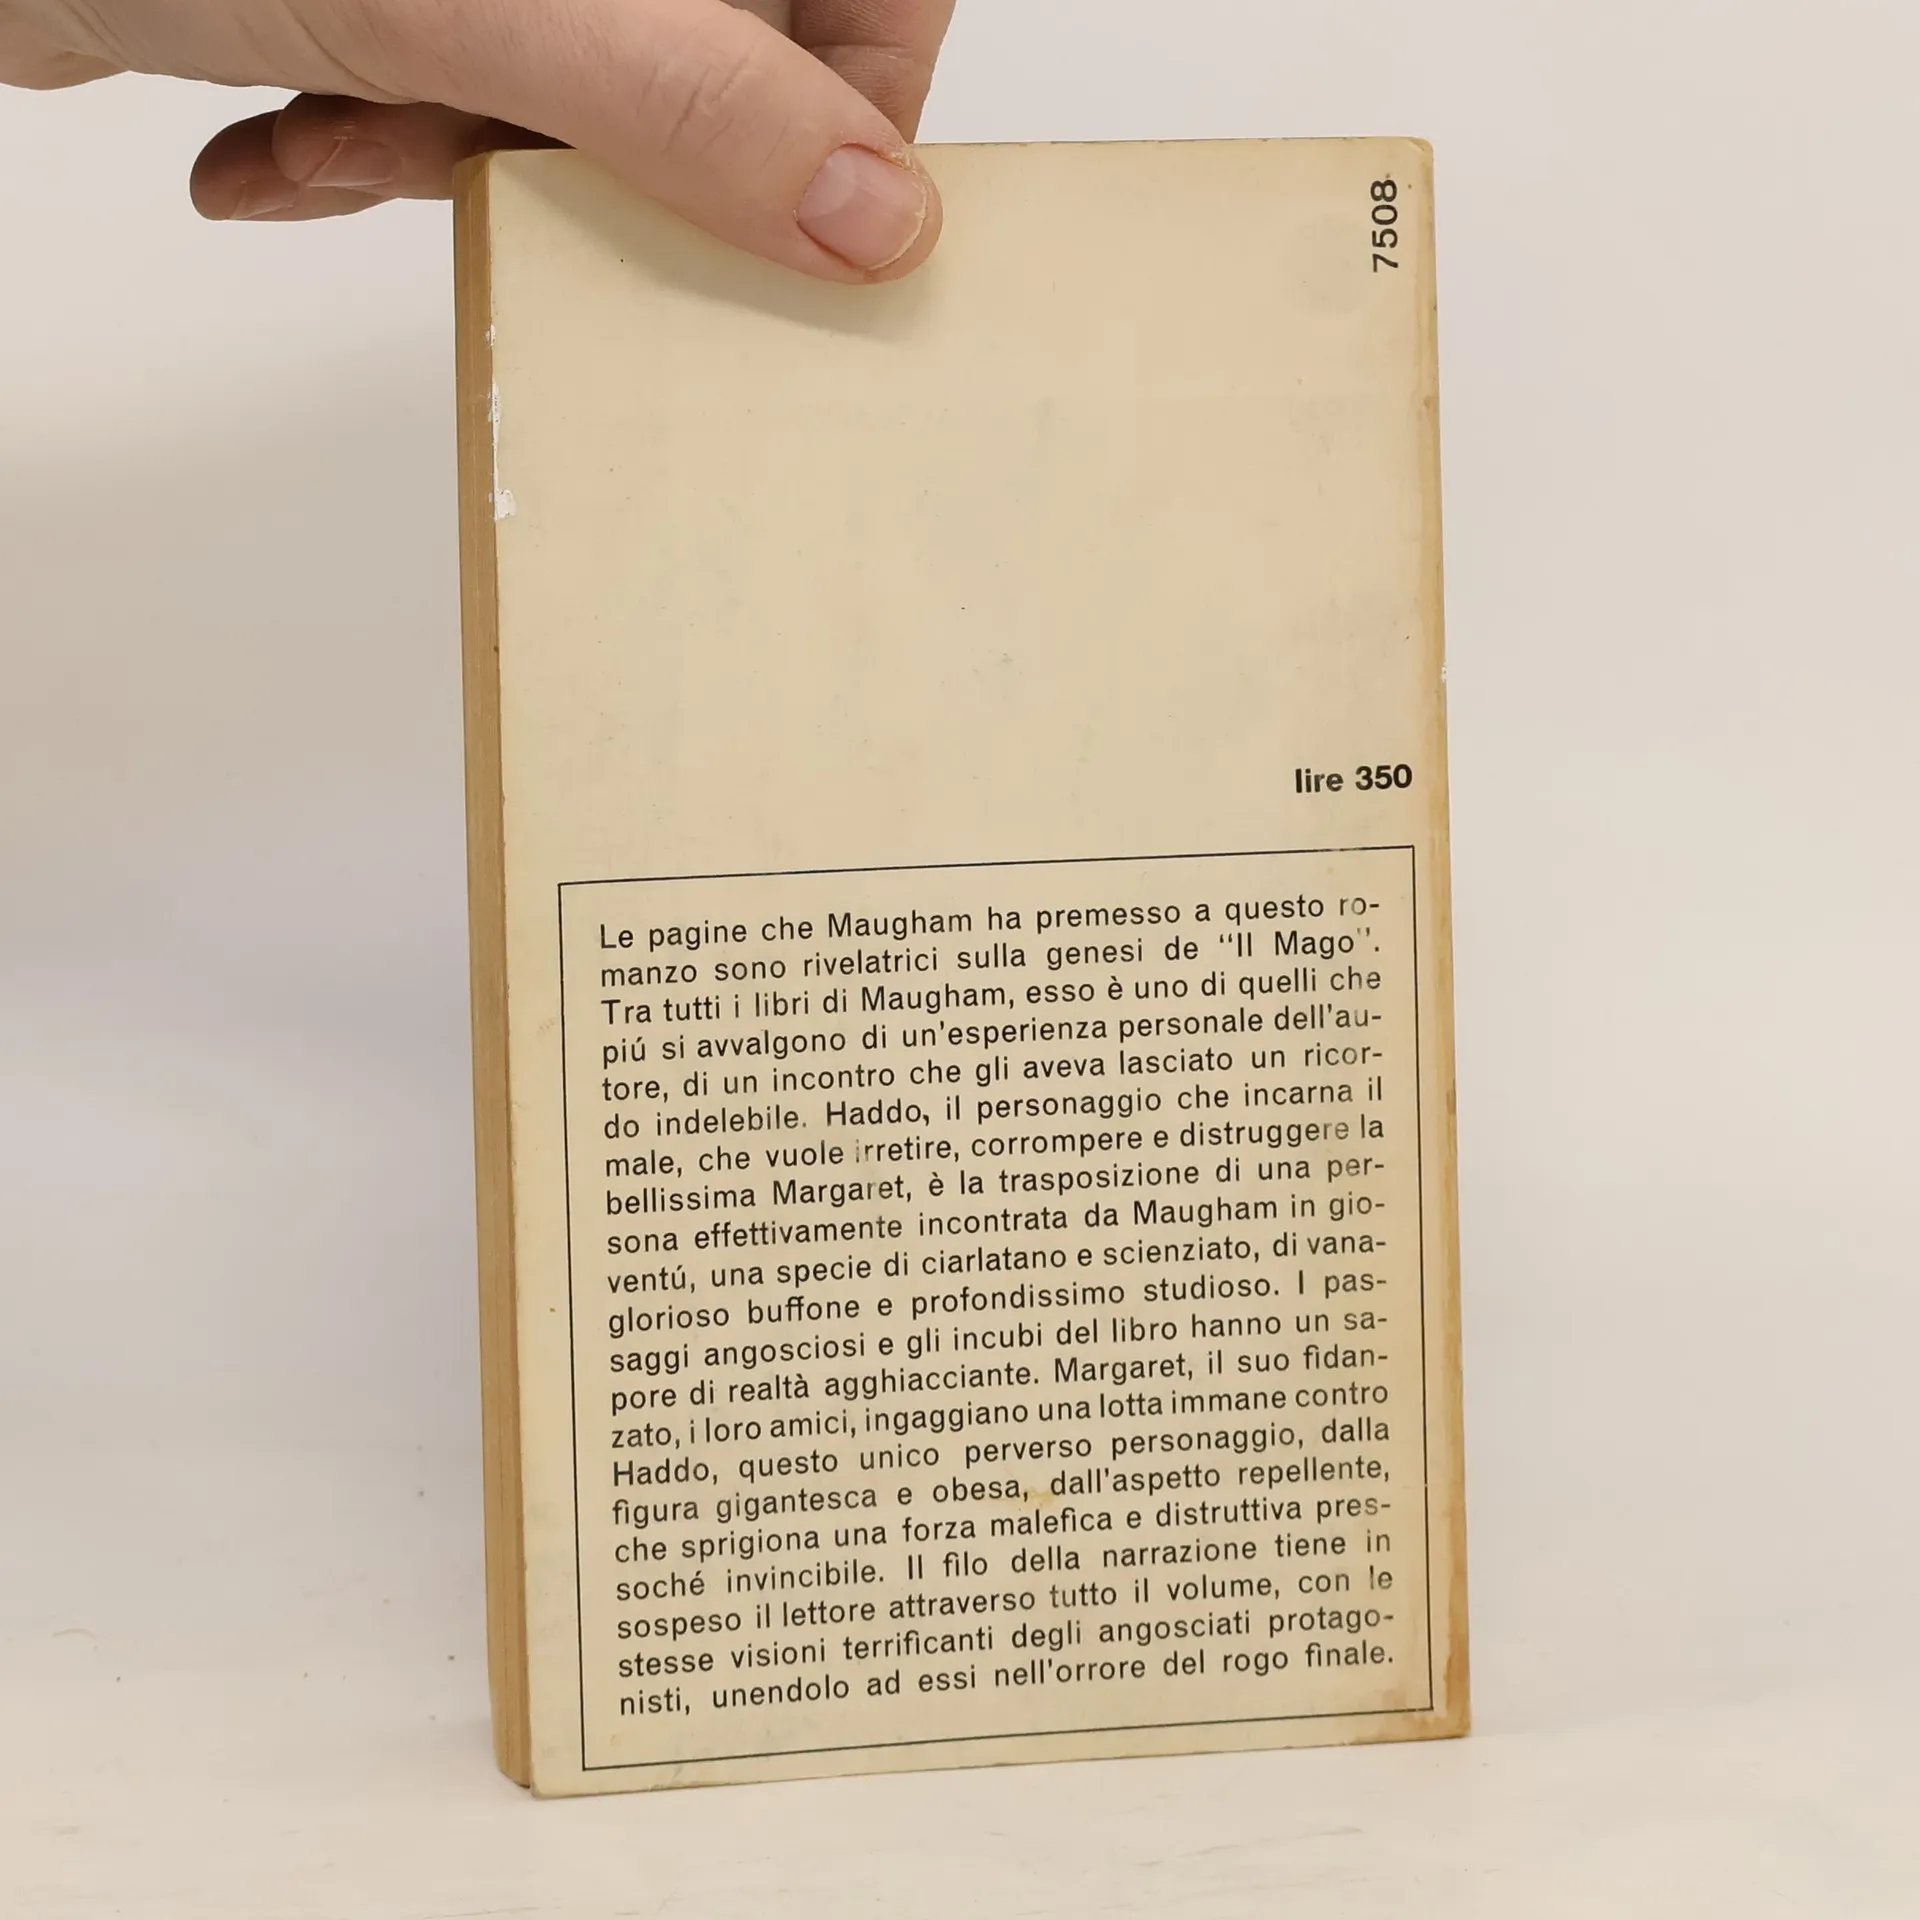 7508
lire 350
Le pagine che Maugham ha premesso a questo ro-
manzo sono rivelatrici sulla genesi de “Il Mago”.
Tra tutti i libri di Maugham, esso è uno di quelli che
piú si avvalgono di un'esperienza personale dell'au-
tore, di un incontro che gli aveva lasciato un ricor-
do indelebile. Haddo, il personaggio che incarna il
male, che vuole irretire, corrompere e distruggere la
bellissima Margaret, è la trasposizione di una per-
sona effettivamente incontrata da Maugham in gio-
ventú, una specie di ciarlatano e scienziato, di vana-
glorioso buffone e profondissimo studioso. I pas-
saggi angosciosi e gli incubi del libro hanno un sa-
pore di realtà agghiacciante. Margaret, il suo fidan-
zato, i loro amici, ingaggiano una lotta immane contro
Haddo, questo unico perverso personaggio, dalla
figura gigantesca e obesa, dall'aspetto repellente,
che sprigiona una forza malefica e distruttiva pres-
soché invincibile. Il filo della narrazione tiene in
sospeso il lettore attraverso tutto il volume, con le
stesse visioni terrificanti degli angosciati protago-
nisti, unendolo ad essi nell'orrore del rogo finale.